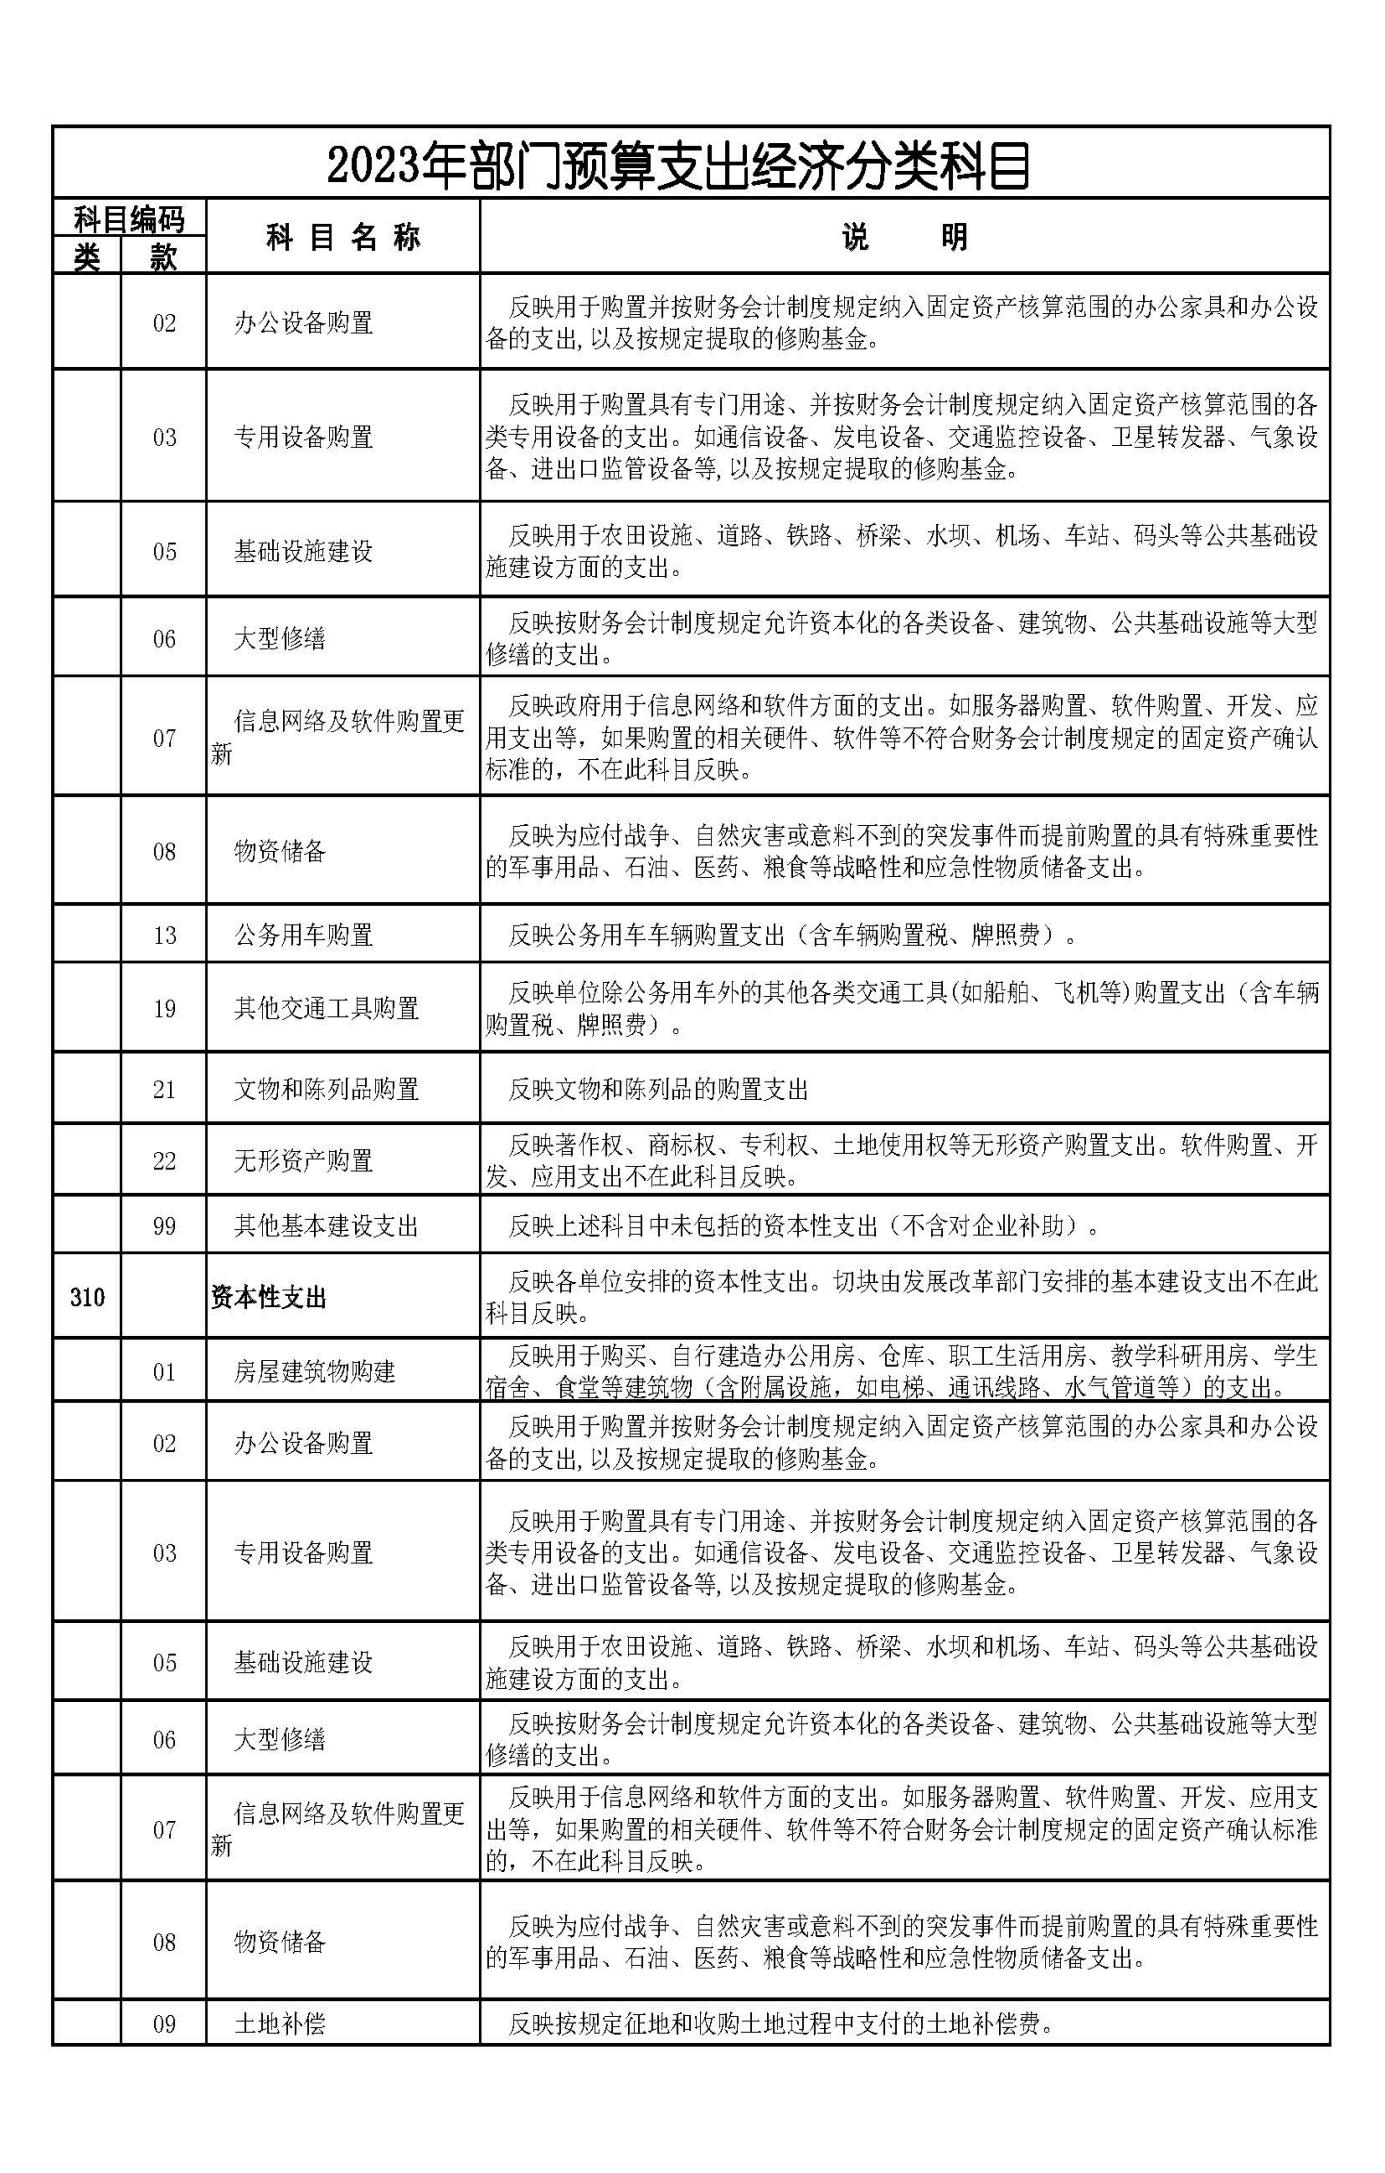 2023年部门预算支出经济分类科目
科目编码
科 目 名 称
说 明
类
款
02
办公设备购置
反映用于购置并按财务会计制度规定纳入固定资产核算范围的办公家具和办公设
备的支出,以及按规定提取的修购基金。
03
专用设备购置
反映用于购置具有专门用途、并按财务会计制度规定纳入固定资产核算范围的各
类专用设备的支出。如通信设备、发电设备、交通监控设备、卫星转发器、气象设
备、进出口监管设备等,以及按规定提取的修购基金。
05
基础设施建设
反映用于农田设施、道路、铁路、桥梁、水坝、机场、车站、码头等公共基础设
施建设方面的支出。
06
大型修缮
反映按财务会计制度规定允许资本化的各类设备、建筑物、公共基础设施等大型
修缮的支出。
07
信息网络及软件购置更
新
反映政府用于信息网络和软件方面的支出。如服务器购置、软件购置、开发、应
用支出等，如果购置的相关硬件、软件等不符合财务会计制度规定的固定资产确认
标准的，不在此科目反映。
08
物资储备
反映为应付战争、自然灾害或意料不到的突发事件而提前购置的具有特殊重要性
的军事用品、石油、医药、粮食等战略性和应急性物质储备支出。
13
公务用车购置
反映公务用车车辆购置支出（含车辆购置税、牌照费）。
19
其他交通工具购置
反映单位除公务用车外的其他各类交通工具(如船舶、飞机等)购置支出（含车辆
购置税、牌照费）。
21
文物和陈列品购置
反映文物和陈列品的购置支出
22
无形资产购置
反映著作权、商标权、专利权、土地使用权等无形资产购置支出。软件购置、开
发、应用支出不在此科目反映。
99
其他基本建设支出
反映上述科目中未包括的资本性支出（不含对企业补助）。
310
资本性支出
反映各单位安排的资本性支出。切块由发展改革部门安排的基本建设支出不在此
科目反映。
01
房屋建筑物购建
反映用于购买、自行建造办公用房、仓库、职工生活用房、教学科研用房、学生
宿舍、食堂等建筑物（含附属设施，如电梯、通讯线路、水气管道等）的支出。
02
办公设备购置
反映用于购置并按财务会计制度规定纳入固定资产核算范围的办公家具和办公设
备的支出,以及按规定提取的修购基金。
03
专用设备购置
反映用于购置具有专门用途、并按财务会计制度规定纳入固定资产核算范围的各
类专用设备的支出。如通信设备、发电设备、交通监控设备、卫星转发器、气象设
备、进出口监管设备等,以及按规定提取的修购基金。
05
基础设施建设
反映用于农田设施、道路、铁路、桥梁、水坝和机场、车站、码头等公共基础设
施建设方面的支出。
06
大型修缮
反映按财务会计制度规定允许资本化的各类设备、建筑物、公共基础设施等大型
修缮的支出。
07
信息网络及软件购置更
新
反映用于信息网络和软件方面的支出。如服务器购置、软件购置、开发、应用支
出等，如果购置的相关硬件、软件等不符合财务会计制度规定的固定资产确认标准
的，不在此科目反映。
08
物资储备
反映为应付战争、自然灾害或意料不到的突发事件而提前购置的具有特殊重要性
的军事用品、石油、医药、粮食等战略性和应急性物质储备支出。
09
土地补偿
反映按规定征地和收购土地过程中支付的土地补偿费。